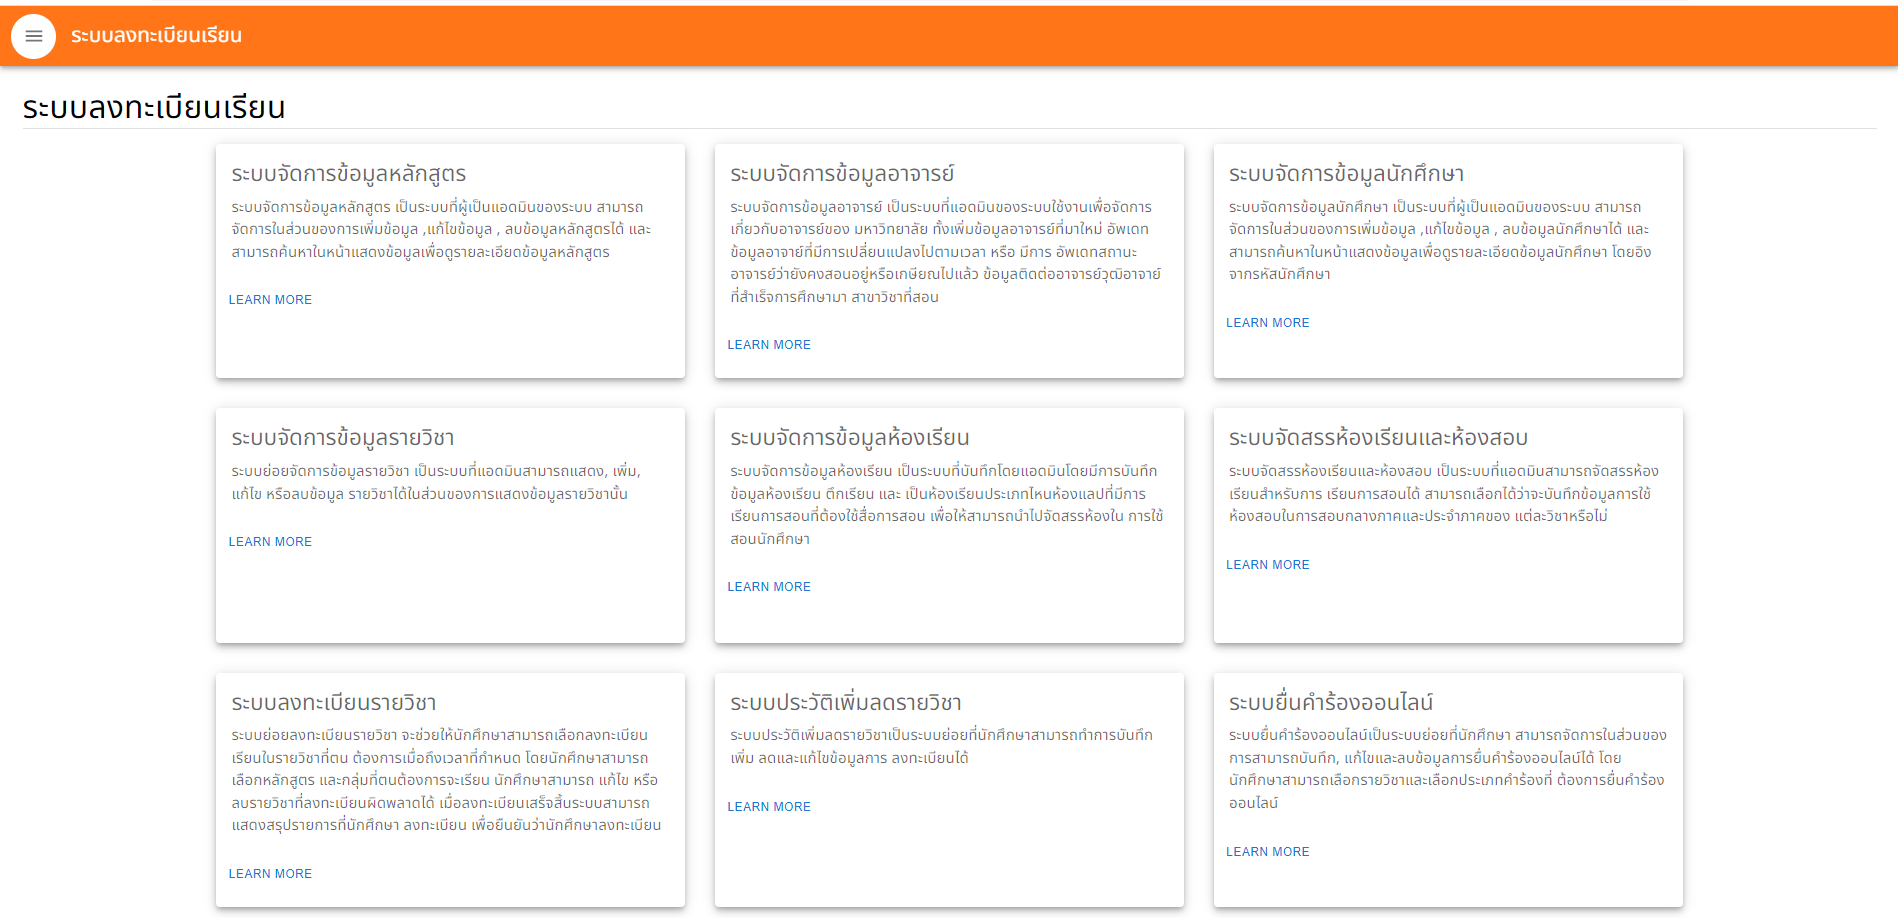 ระบบลงทะเบียนเรียน
ระบบลงทะเบียนเรียน
ระบบจัดการข้อมูลหลักสูตร
ระบบจัดการข้อมูลหลักสูตร เป็นระบบที่ผู้เป็นแอดมินของระบบ สามารถ
จัดการในส่วนของการเพิ่มข้อมูล ,แก้ไขข้อมูล , ลบข้อมูลหลักสูตรได้ และ
สามารถค้นหาในหน้าแสดงข้อมูลเพื่อดูรายละเอียดข้อมูลหลักสูตร
LEARN MORE
ระบบจัดการข้อมูลอาจารย์
ระบบจัดการข้อมูลอาจารย์ เป็นระบบที่แอดมินของระบบใช้งานเพื่อจัดการ
เกี่ยวกับอาจารย์ของ มหาวิทยาลัย ทั้งเพิ่มข้อมูลอาจารย์ที่มาใหม่ อัพเดท
ข้อมูลอาจาย์ที่มีการเปลี่ยนแปลงไปตามเวลา หรือ มีการ อัพเดทสถานะ
อาจารย์ว่ายังคงสอนอยู่หรือเกษียณไปแล้ว ข้อมูลติดต่ออาจารย์วุฒิอาจาย์
ที่สำเร็จการศึกษามา สาขาวิชาที่สอน
LEARN MORE
ระบบจัดการข้อมูลนักศึกษา
ระบบจัดการข้อมูลนักศึกษา เป็นระบบที่ผู้เป็นแอดมินของระบบ สามารถ
จัดการในส่วนของการเพิ่มข้อมูล ,แก้ไขข้อมูล , ลบข้อมูลนักศึกษาได้ และ
สามารถค้นหาในหน้าแสดงข้อมูลเพื่อดูรายละเอียดข้อมูลนักศึกษา โดยอิง
จากรหัสนักศึกษา
LEARN MORE
ระบบจัดการข้อมูลรายวิชา
ระบบย่อยจัดการข้อมูลรายวิชา เป็นระบบที่แอดมินสามารถแสดง, เพิ่ม,
แก้ไข หรือลบข้อมูล รายวิชาได้ในส่วนของการแสดงข้อมูลรายวิชานั้น
LEARN MORE
ระบบจัดการข้อมูลห้องเรียน
ระบบจัดการข้อมูลห้องเรียน เป็นระบบที่บันทึกโดยแอดมินโดยมีการบันทึก
ข้อมูลห้องเรียน ตึกเรียน และ เป็นห้องเรียนประเภทไหนห้องแลปที่มีการ
เรียนการสอนที่ต้องใช้สื่อการสอน เพื่อให้สามารถนำไปจัดสรรห้องใน การใช้
สอนนักศึกษา
LEARN MORE
ระบบจัดสรรห้องเรียนและห้องสอบ
ระบบจัดสรรห้องเรียนและห้องสอบ เป็นระบบที่แอดมินสามารถจัดสรรห้อง
เรียนสำหรับการ เรียนการสอนได้ สามารถเลือกได้ว่าจะบันทึกข้อมูลการใช้
ห้องสอบในการสอบกลางภาคและประจำภาคของ แต่ละวิชาหรือไม่
LEARN MORE
ระบบลงทะเบียนรายวิชา
ระบบย่อยลงทะเบียนรายวิชา จะช่วยให้นักศึกษาสามารถเลือกลงทะเบียน
เรียนในรายวิชาที่ตน ต้องการเมื่อถึงเวลาที่กำหนด โดยนักศึกษาสามารถ
เลือกหลักสูตร และกลุ่มที่ตนต้องการจะเรียน นักศึกษาสามารถ แก้ไข หรือ
ลบรายวิชาที่ลงทะเบียนผิดพลาดได้ เมื่อลงทะเบียนเสร็จสิ้นระบบสามารถ
แสดงสรุปรายการที่นักศึกษา ลงทะเบียน เพื่อยืนยันว่านักศึกษาลงทะเบียน
LEARN MORE
ระบบประวัติเพิ่มลดรายวิชา
ระบบประวัติเพิ่มลดรายวิชาเป็นระบบย่อยที่นักศึกษาสามารถทำการบันทึก
เพิ่ม ลดและแก้ไขข้อมูลการ ลงทะเบียนได้
LEARN MORE
ระบบยื่นคำร้องออนไลน์
ระบบยื่นคำร้องออนไลน์เป็นระบบย่อยที่นักศึกษา สามารถจัดการในส่วนของ
การสามารถบันทึก, แก้ไขและลบข้อมูลการยื่นคำร้องออนไลน์ได้ โดย
นักศึกษาสามารถเลือกรายวิชาและเลือกประเภทคำร้องที่ ต้องการยื่นคำร้อง
ออนไลน์
LEARN MORE